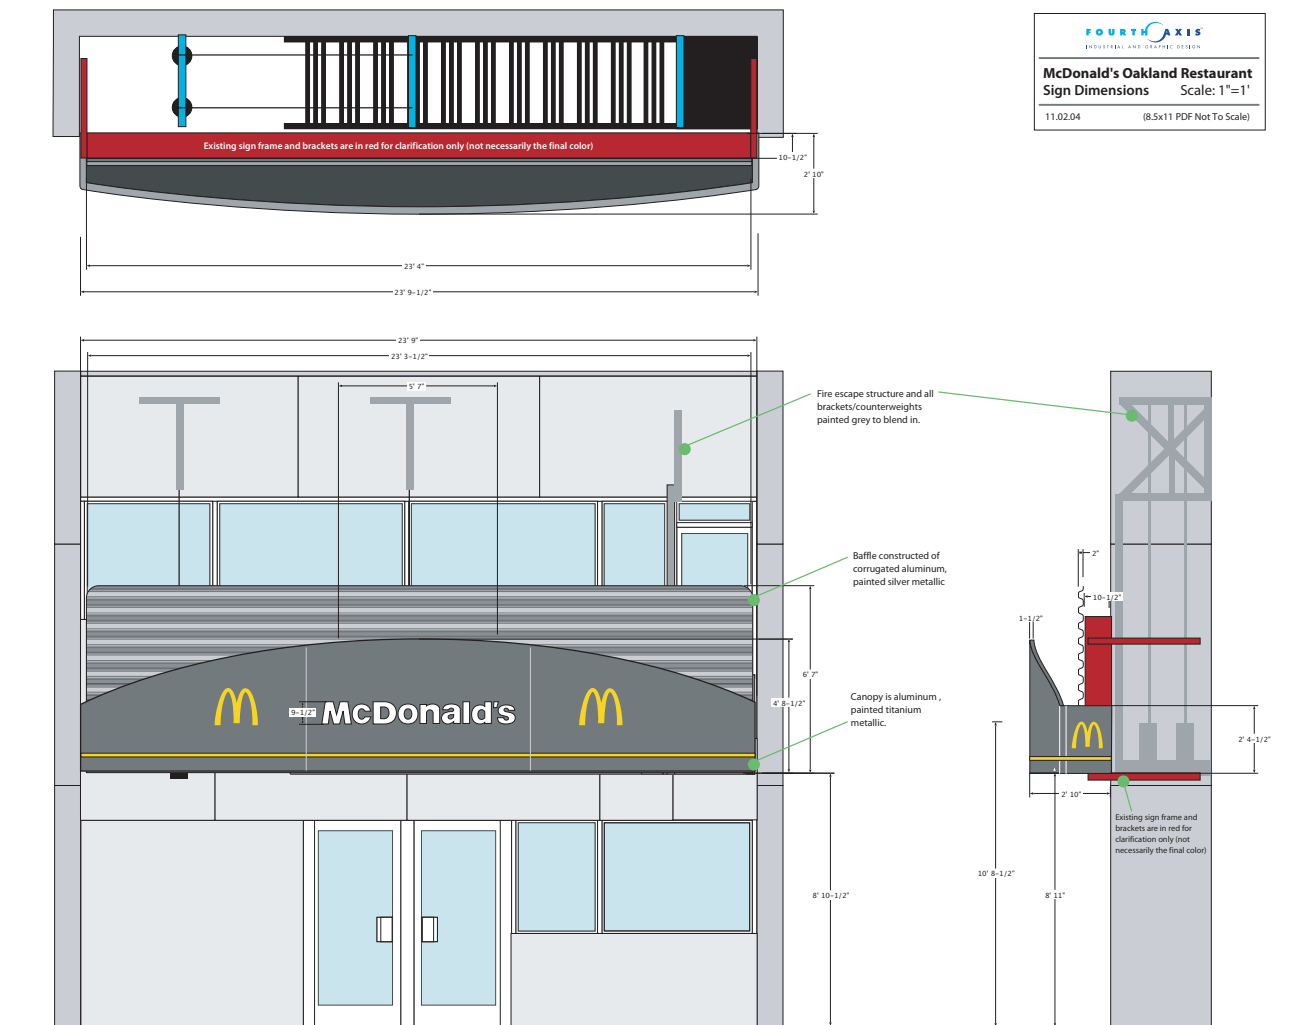 FOURTH AXIS
INDUSTRIAL AND GRAPHIC DESIGN
McDonald's Oakland Restaurant
Sign Dimensions Scale: 1"=1'
11.02.04 (8.5x11 PDF Not To Scale)
Existing sign frame and brackets are in red for clarification only (not necessarily the final color)
10-1/2"
2' 10"
23' 4"
23' 9-1/2"
23' 9"
23' 3-1/2"
5' 7"
Fire escape structure and all
brackets/counterweights
painted grey to blend in.
Baffle constructed of
corrugated aluminum,
painted silver metallic
2"
10-1/2"
1-1/2"
6' 7"
4' 8-1/2"
9-1/2"
McDonald's
Canopy is aluminum ,
painted titanium
metallic.
2' 4-1/2"
2' 10"
Existing sign frame and
brackets are in red for
clarification only (not
necessarily the final color)
10' 8-1/2"
8' 11"
8' 10-1/2"